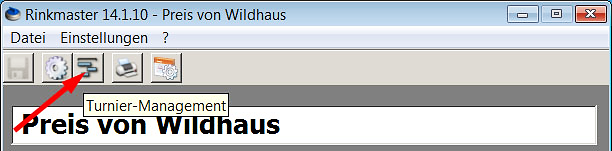 Rinkmaster 14.1.10 - Preis von Wildhaus
Datei Einstellungen ?
Turnier-Management
Preis von Wildhaus